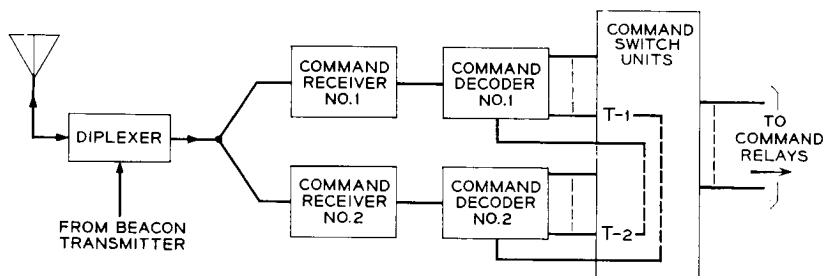 COMMAND
RECEIVER
NO.1
COMMAND
DECODER
NO.1
COMMAND
SWITCH
UNITS
T-1
DIPLEXER
TO
COMMAND
RELAYS
COMMAND
RECEIVER
NO.2
COMMAND
DECODER
NO.2
T-2
FROM BEACON
TRANSMITTER